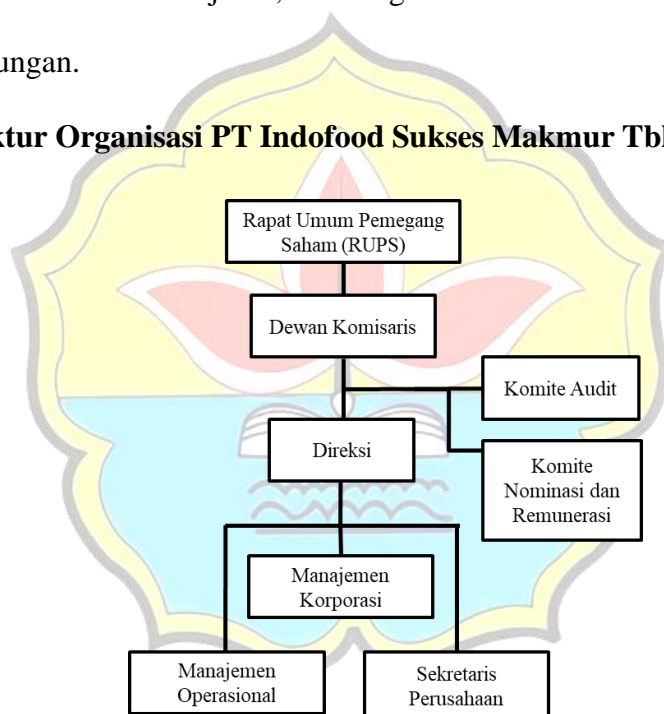 ungan.
ktur Organisasi PT Indofood Sukses Makmur Tbk
Rapat Umum Pemegang
Saham (RUPS)
Dewan Komisaris
Komite Audit
Direksi
Komite
Nominasi dan
Remunerasi
Manajemen
Korporasi
Manajemen
Operasional
Sekretaris
Perusahaan